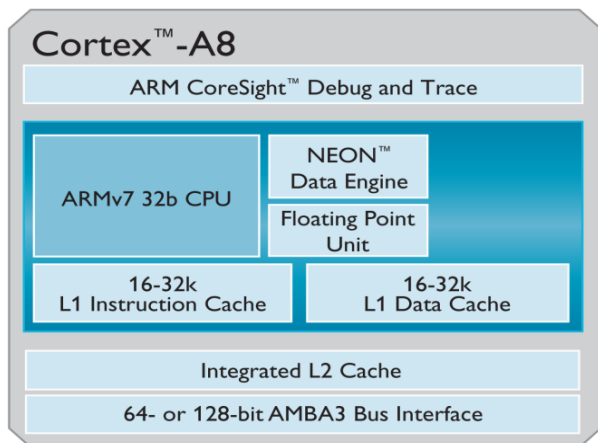 Cortex™-A8
ARM CoreSight™ Debug and Trace
ARMv7 32b CPU
NEON™
Data Engine
Floating Point
Unit
16-32k
L1 Instruction Cache
16-32k
L1 Data Cache
Integrated L2 Cache
64- or 128-bit AMBA3 Bus Interface